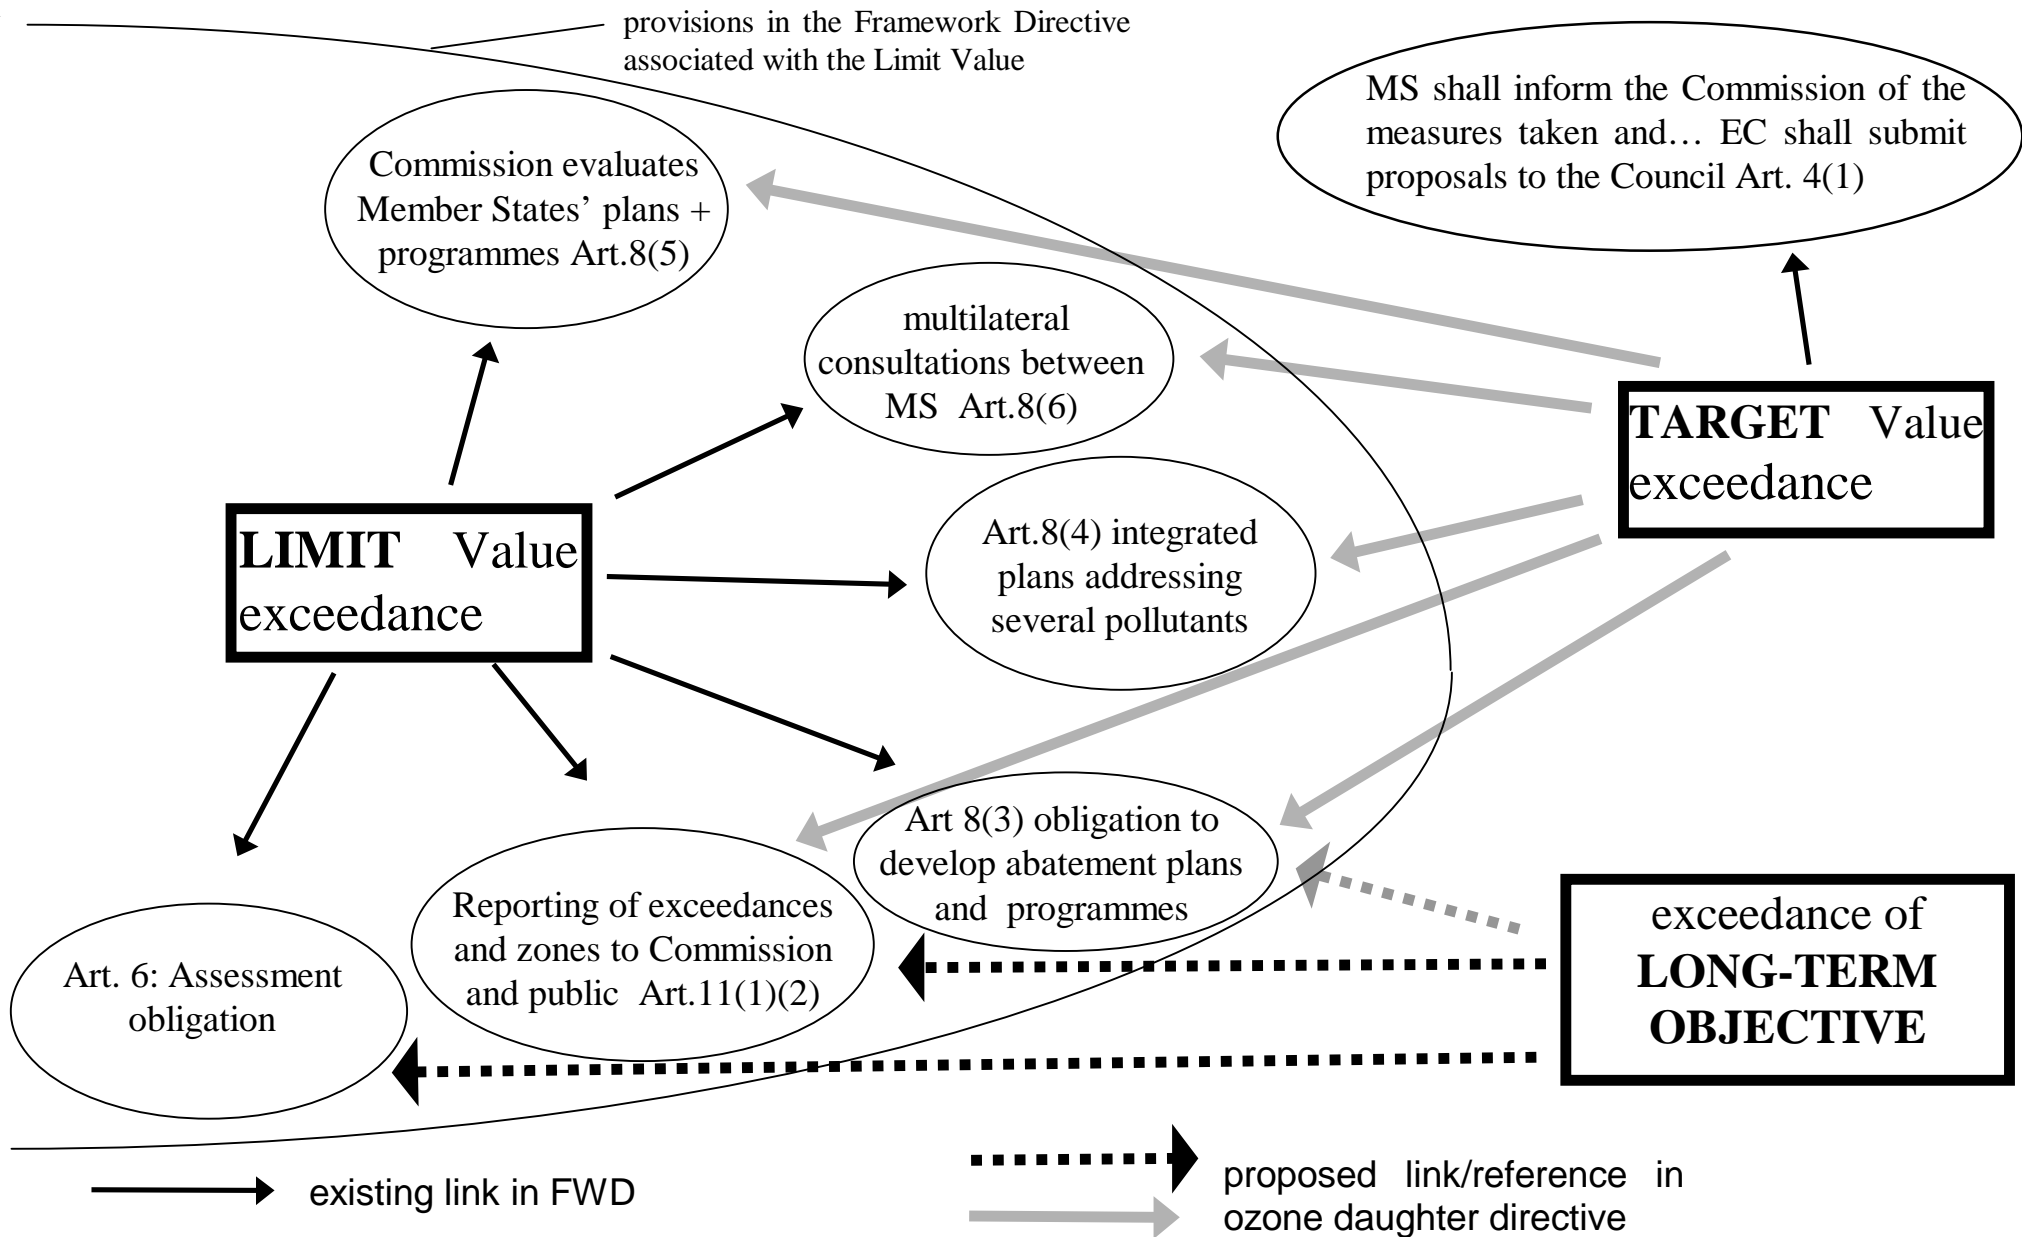 provisions in the Framework Directive
associated with the Limit Value
MS shall inform the Commission of the
measures taken and… EC shall submit
proposals to the Council Art. 4(1)
Commission evaluates
Member States’ plans +
programmes Art.8(5)
multilateral
consultations between
MS Art.8(6)
TARGET Value
exceedance
LIMIT Value
exceedance
Art.8(4) integrated
plans addressing
several pollutants
Art 8(3) obligation to
develop abatement plans
and programmes
Reporting of exceedances
and zones to Commission
and public Art.11(1)(2)
Art. 6: Assessment
obligation
exceedance of
LONG-TERM
OBJECTIVE
existing link in FWD
proposed link/reference in
ozone daughter directive